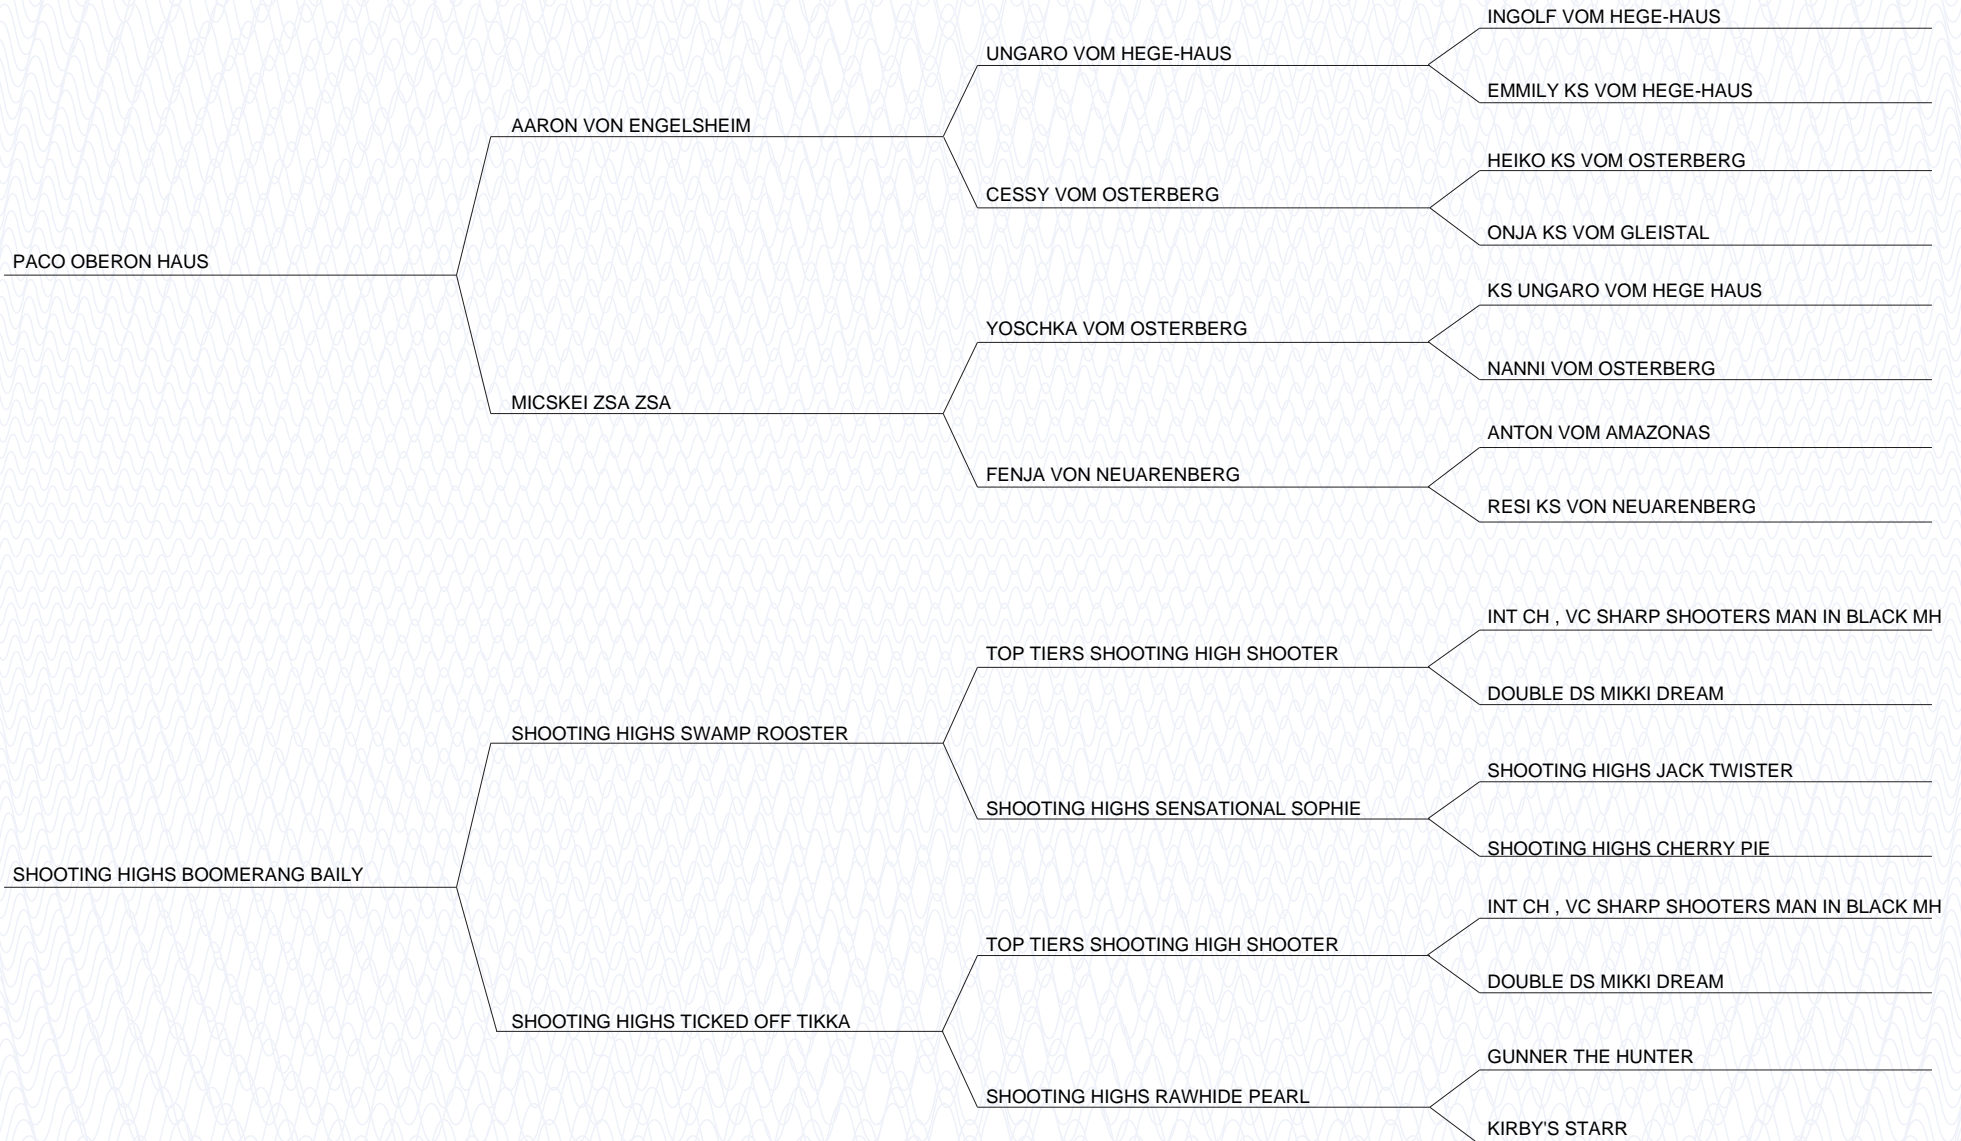 INGOLF VOM HEGE-HAUS
UNGARO VOM HEGE-HAUS
EMMILY KS VOM HEGE-HAUS
AARON VON ENGELSHEIM
HEIKO KS VOM OSTERBERG
CESSY VOM OSTERBERG
ONJA KS VOM GLEISTAL
PACO OBERON HAUS
KS UNGARO VOM HEGE HAUS
YOSCHKA VOM OSTERBERG
NANNI VOM OSTERBERG
MICSKEI ZSA ZSA
ANTON VOM AMAZONAS
FENJA VON NEUARENBERG
RESI KS VON NEUARENBERG
INT CH , VC SHARP SHOOTERS MAN IN BLACK MH
TOP TIERS SHOOTING HIGH SHOOTER
DOUBLE DS MIKKI DREAM
SHOOTING HIGHS SWAMP ROOSTER
SHOOTING HIGHS JACK TWISTER
SHOOTING HIGHS SENSATIONAL SOPHIE
SHOOTING HIGHS CHERRY PIE
SHOOTING HIGHS BOOMERANG BAILY
INT CH , VC SHARP SHOOTERS MAN IN BLACK MH
TOP TIERS SHOOTING HIGH SHOOTER
DOUBLE DS MIKKI DREAM
SHOOTING HIGHS TICKED OFF TIKKA
GUNNER THE HUNTER
SHOOTING HIGHS RAWHIDE PEARL
KIRBY'S STARR